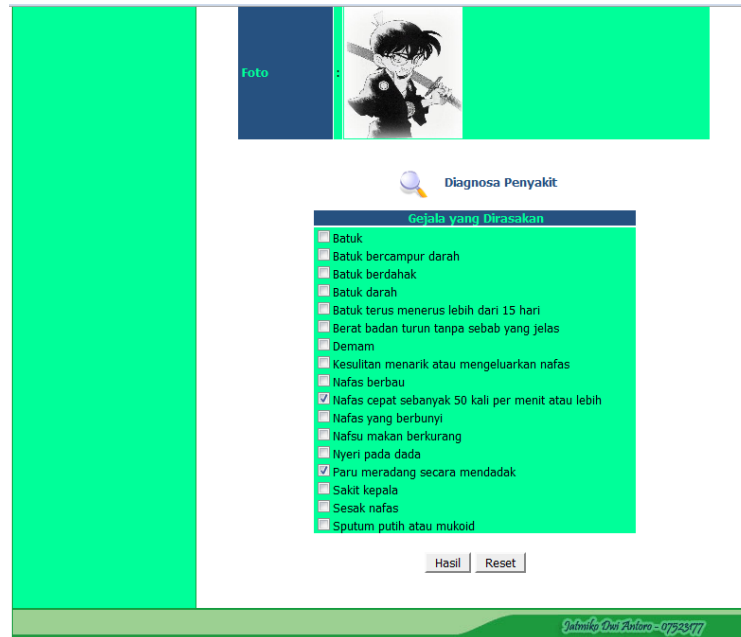 Foto :
Diagnosa Penyakit
Gejala yang Dirasakan
Batuk
Batuk bercampur darah
Batuk berdahak
Batuk darah
Batuk terus menerus lebih dari 15 hari
Berat badan turun tanpa sebab yang jelas
Demam
Kesulitan menarik atau mengeluarkan nafas
Nafas berbau
Nafas cepat sebanyak 50 kali per menit atau lebih
Nafas yang berbunyi
Nafsu makan berkurang
Nyeri pada dada
Paru meradang secara mendadak
Sakit kepala
Sesak nafas
Sputum putih atau mukoid
Hasil Reset
Jatmiko Dwi Antoro - 07523177